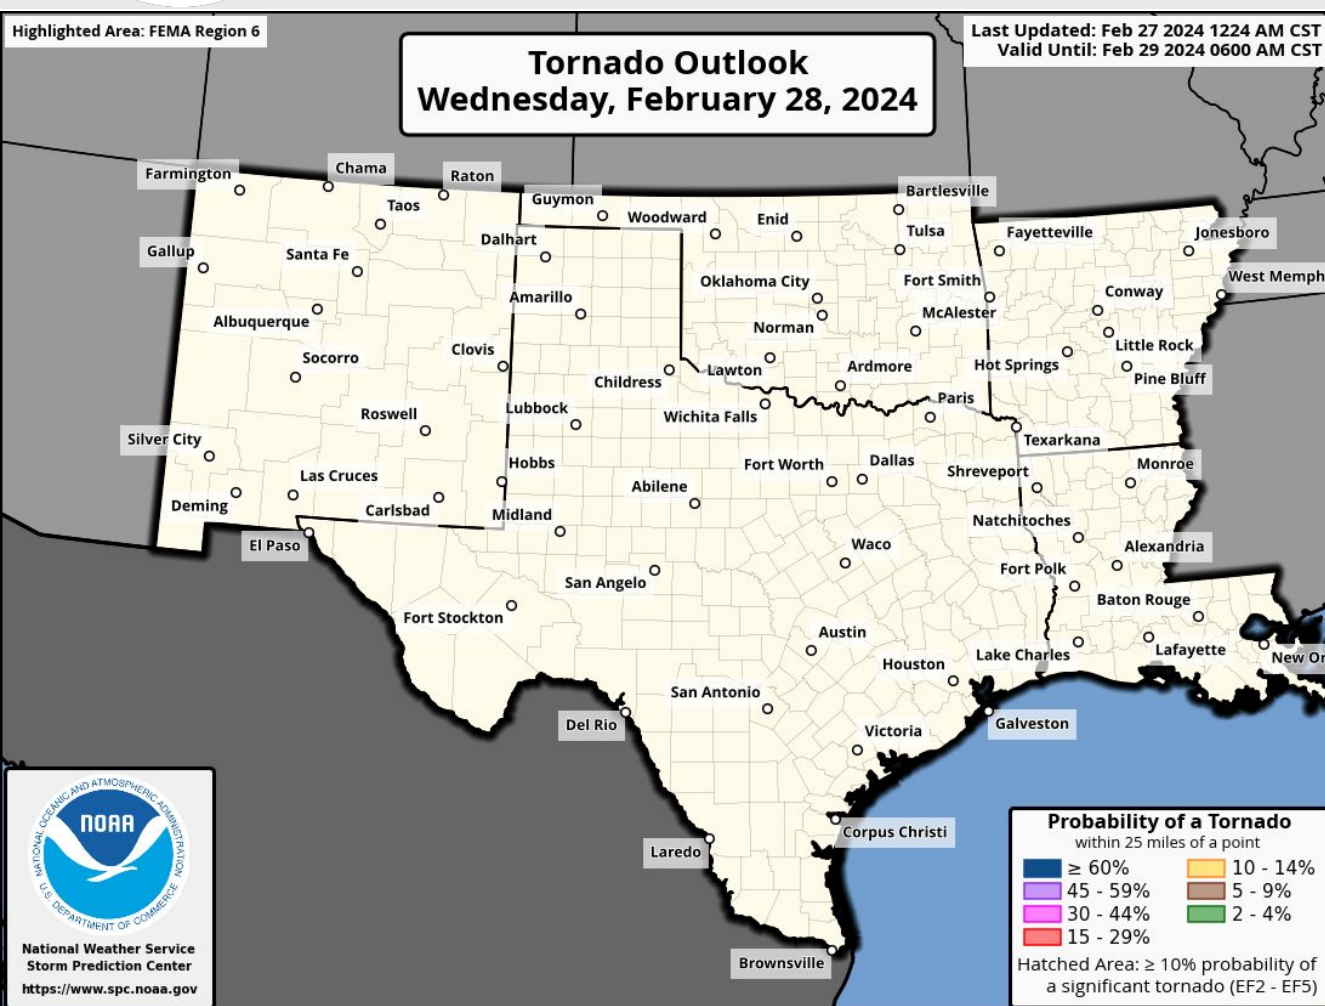 Highlighted Area: FEMA Region 6
Last Updated: Feb 27 2024 1224 AM CST
Valid Until: Feb 29 2024 0600 AM CST
Tornado Outlook
Wednesday, February 28, 2024
Farmington
Chama
Raton
Taos
Guymon
Woodward
Enid
Bartlesville
Tulsa
Fayetteville
Jonesboro
Gallup
Santa Fe
Dalhart
Oklahoma City
Fort Smith
West Memph
Albuquerque
Amarillo
Norman
McAlester
Conway
Socorro
Clovis
Childress
Lawton
Ardmore
Hot Springs
Little Rock
Pine Bluff
Roswell
Lubbock
Wichita Falls
Paris
Texarkana
Silver City
Las Cruces
Hobbs
Abilene
Fort Worth
Dallas
Shreveport
Monroe
Deming
Carlsbad
Midland
Natchitoches
El Paso
San Angelo
Waco
Fort Polk
Alexandria
Fort Stockton
Austin
Baton Rouge
Houston
Lake Charles
Lafayette
New Or
Del Rio
San Antonio
Victoria
Galveston
Laredo
Corpus Christi
Brownsville
NATIONAL OCEANIC AND ATMOSPHERIC ADMINISTRATION
NOAA
U.S. DEPARTMENT OF COMMERCE
National Weather Service
Storm Prediction Center
https://www.spc.noaa.gov
Probability of a Tornado
within 25 miles of a point
≥ 60%
45 - 59%
30 - 44%
15 - 29%
10 - 14%
5 - 9%
2 - 4%
Hatched Area: ≥ 10% probability of
a significant tornado (EF2 - EF5)